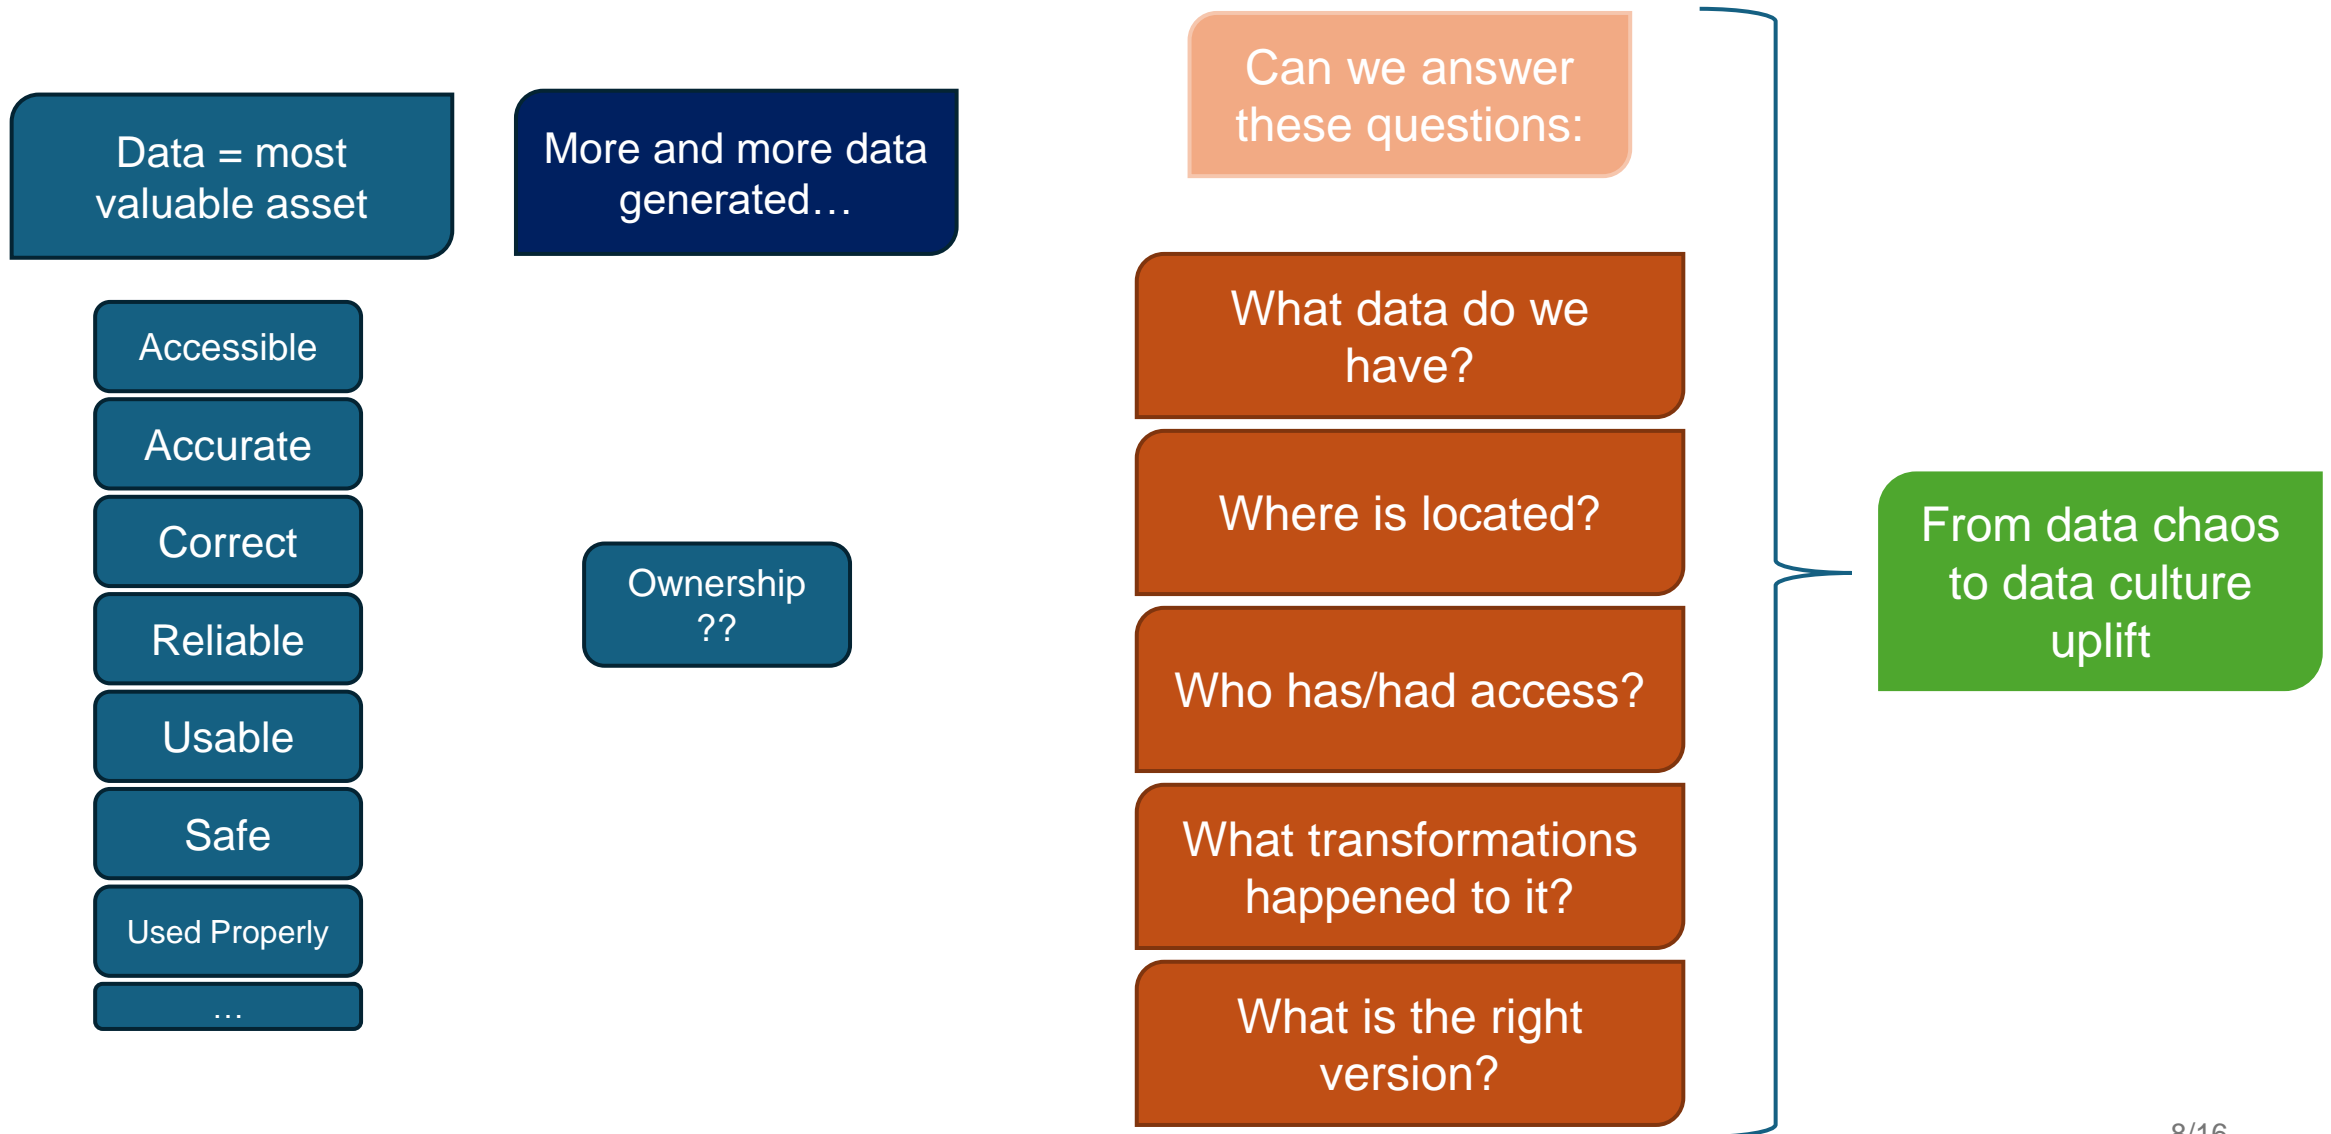 Data = most
valuable asset
Accessible
Accurate
Correct
Reliable
Usable
Safe
Used Properly
…
More and more data
generated…
Ownership
??
Can we answer
these questions:
What data do we
have?
Where is located?
Who has/had access?
What transformations
happened to it?
What is the right
version?
From data chaos
to data culture
uplift
8/16